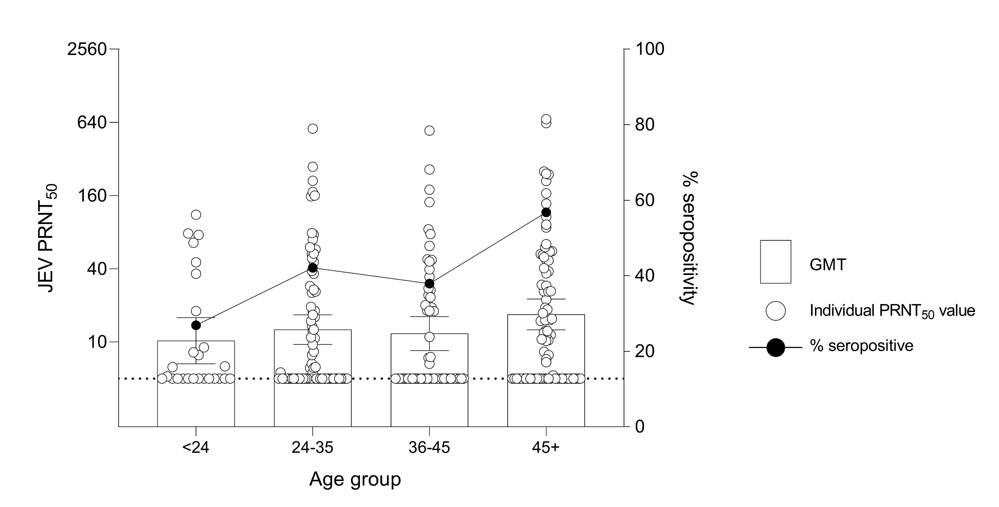 2560
640
160
40
10
JEV PRNT50
100
80
60
40
20
0
% seropositivity
<24
24-35
36-45
45+
Age group
GMT
Individual PRNT50 value
% seropositive